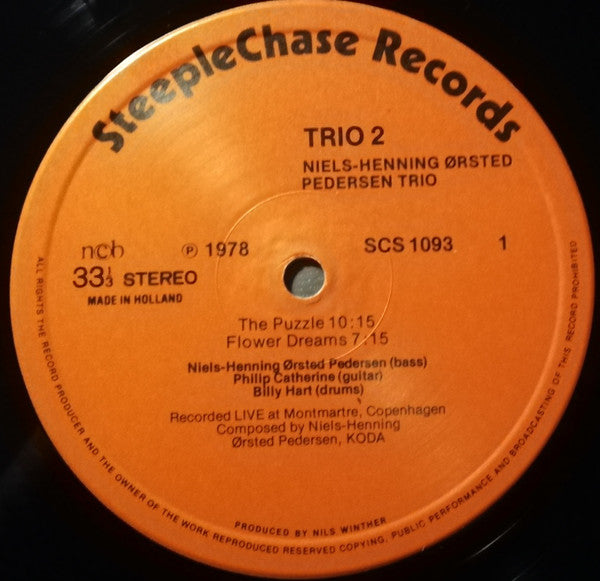 SteepleChase Records
TRIO 2
NIELS-HENNING ØRSTED
PEDERSEN TRIO
ncb
℗ 1978
SCS 1093 1
33⅓ STEREO
MADE IN HOLLAND
The Puzzle 10:15
Flower Dreams 7:15
Niels-Henning Ørsted Pedersen (bass)
Philip Catherine (guitar)
Billy Hart (drums)
Recorded LIVE at Montmartre, Copenhagen
Composed by Niels-Henning
Ørsted Pedersen, KODA
PRODUCED BY NILS WINTHER
ALL RIGHTS THE RECORD PRODUCER AND THE OWNER OF THE WORK REPRODUCED RESERVED COPYING, PUBLIC PERFORMANCE AND BROADCASTING OF THIS RECORD PROHIBITED